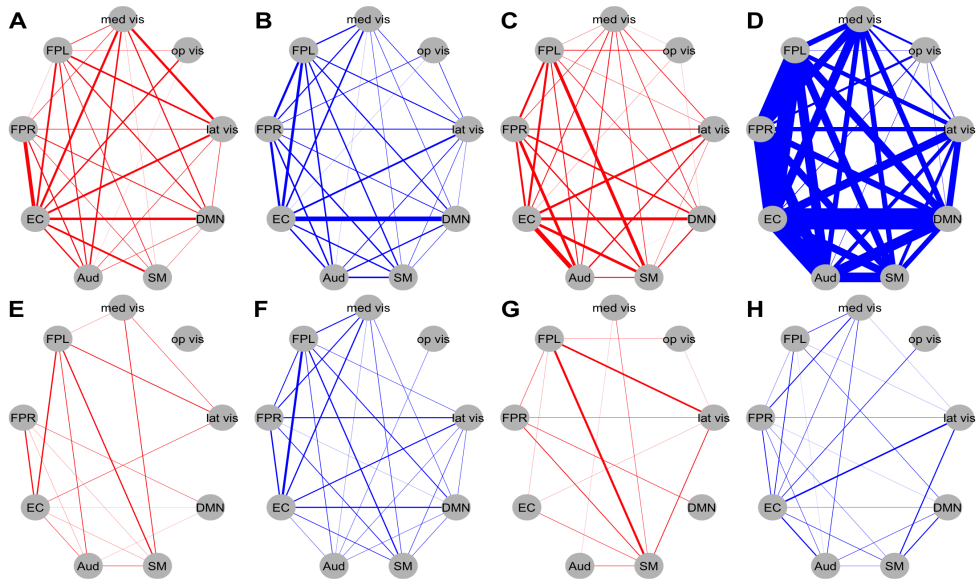 A
med vis
FPL
op vis
FPR
lat vis
EC
DMN
Aud
SM
B
med vis
FPL
op vis
FPR
lat vis
EC
DMN
Aud
SM
C
med vis
FPL
op vis
FPR
lat vis
EC
DMN
Aud
SM
D
med vis
FPL
op vis
FPR
lat vis
EC
DMN
Aud
SM
E
med vis
FPL
op vis
FPR
lat vis
EC
DMN
Aud
SM
F
med vis
FPL
op vis
FPR
lat vis
EC
DMN
Aud
SM
G
med vis
FPL
op vis
FPR
lat vis
EC
DMN
Aud
SM
H
med vis
FPL
op vis
FPR
lat vis
EC
DMN
Aud
SM